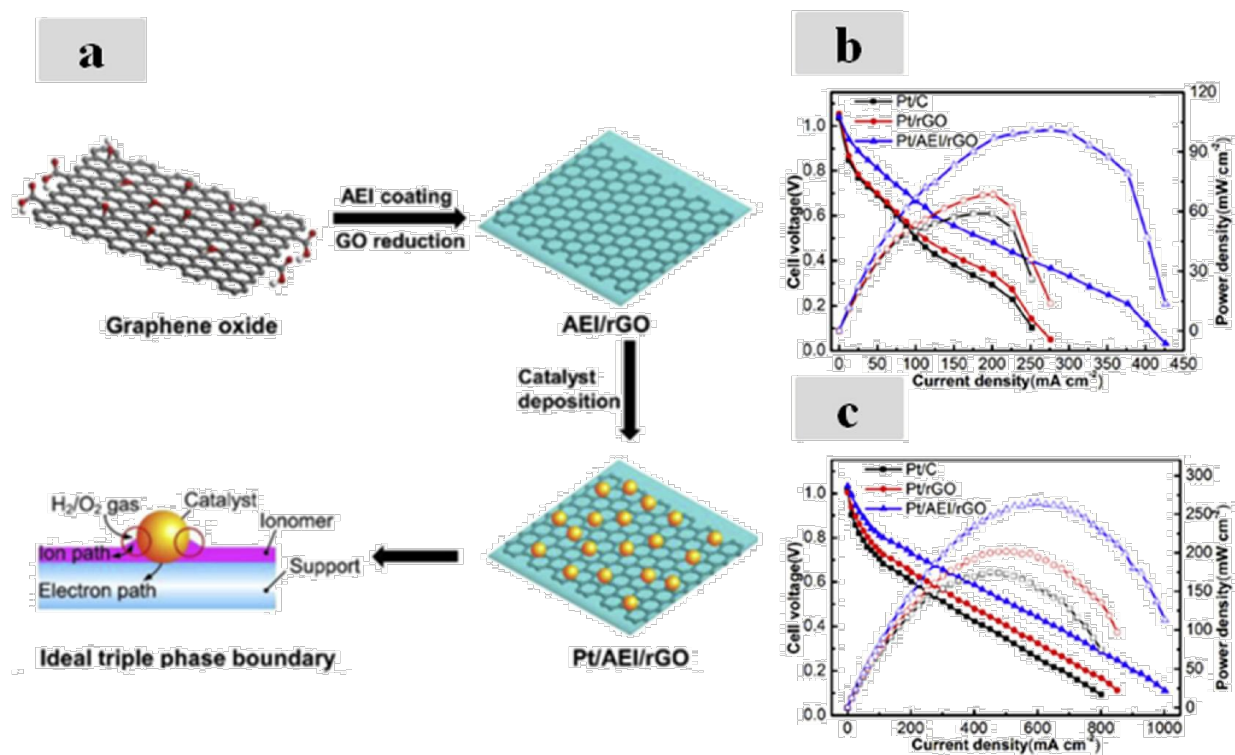 a
AEI coating
GO reduction
Graphene oxide
AEI/rGO
Catalyst
deposition
H₂/O₂ gas
Catalyst
Ionomer
Ion path
Electron path
Support
Ideal triple phase boundary
Pt/AEI/rGO
b
Pt/C
Pt/rGO
Pt/AEI/rGO
Cell voltage(V)
1.0
0.8
0.6
0.4
0.2
0.0
120
90
60
30
0
Power density(mW cm⁻²)
0 50 100 150 200 250 300 350 400 450
Current density(mA cm⁻²)
c
Pt/C
Pt/rGO
Pt/AEI/rGO
Cell voltage(V)
1.0
0.8
0.6
0.4
0.2
0.0
300
250
200
150
100
50
0
Power density(mW cm⁻²)
0 200 400 600 800 1000
Current density(mA cm⁻²)